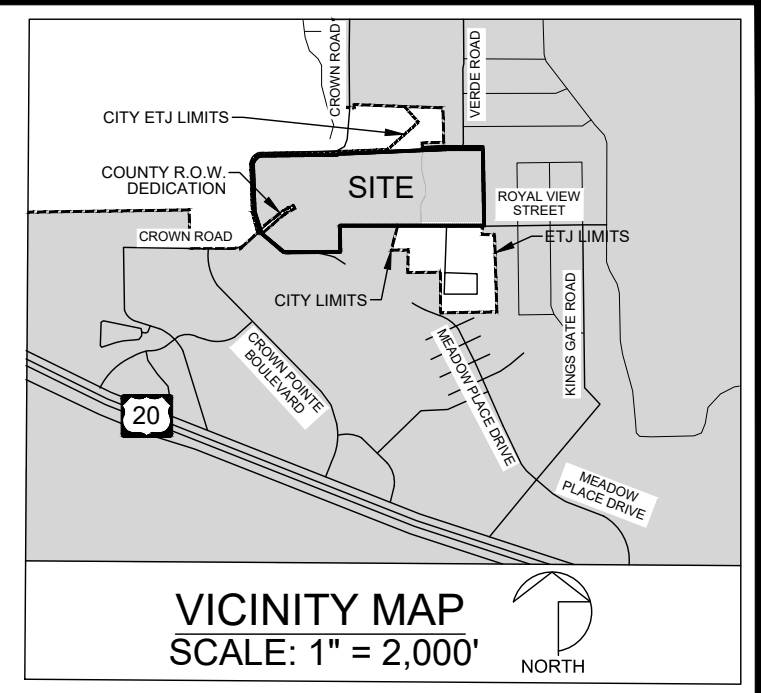 CROWN ROAD
VERDE ROAD
CITY ETJ LIMITS
COUNTY R.O.W.
DEDICATION
SITE
ROYAL VIEW
STREET
CROWN ROAD
ETJ LIMITS
CITY LIMITS
KINGS GATE ROAD
CROWN POINTE
BOULEVARD
MEADOW PLACE DRIVE
20
MEADOW
PLACE DRIVE
VICINITY MAP
SCALE: 1" = 2,000'
NORTH